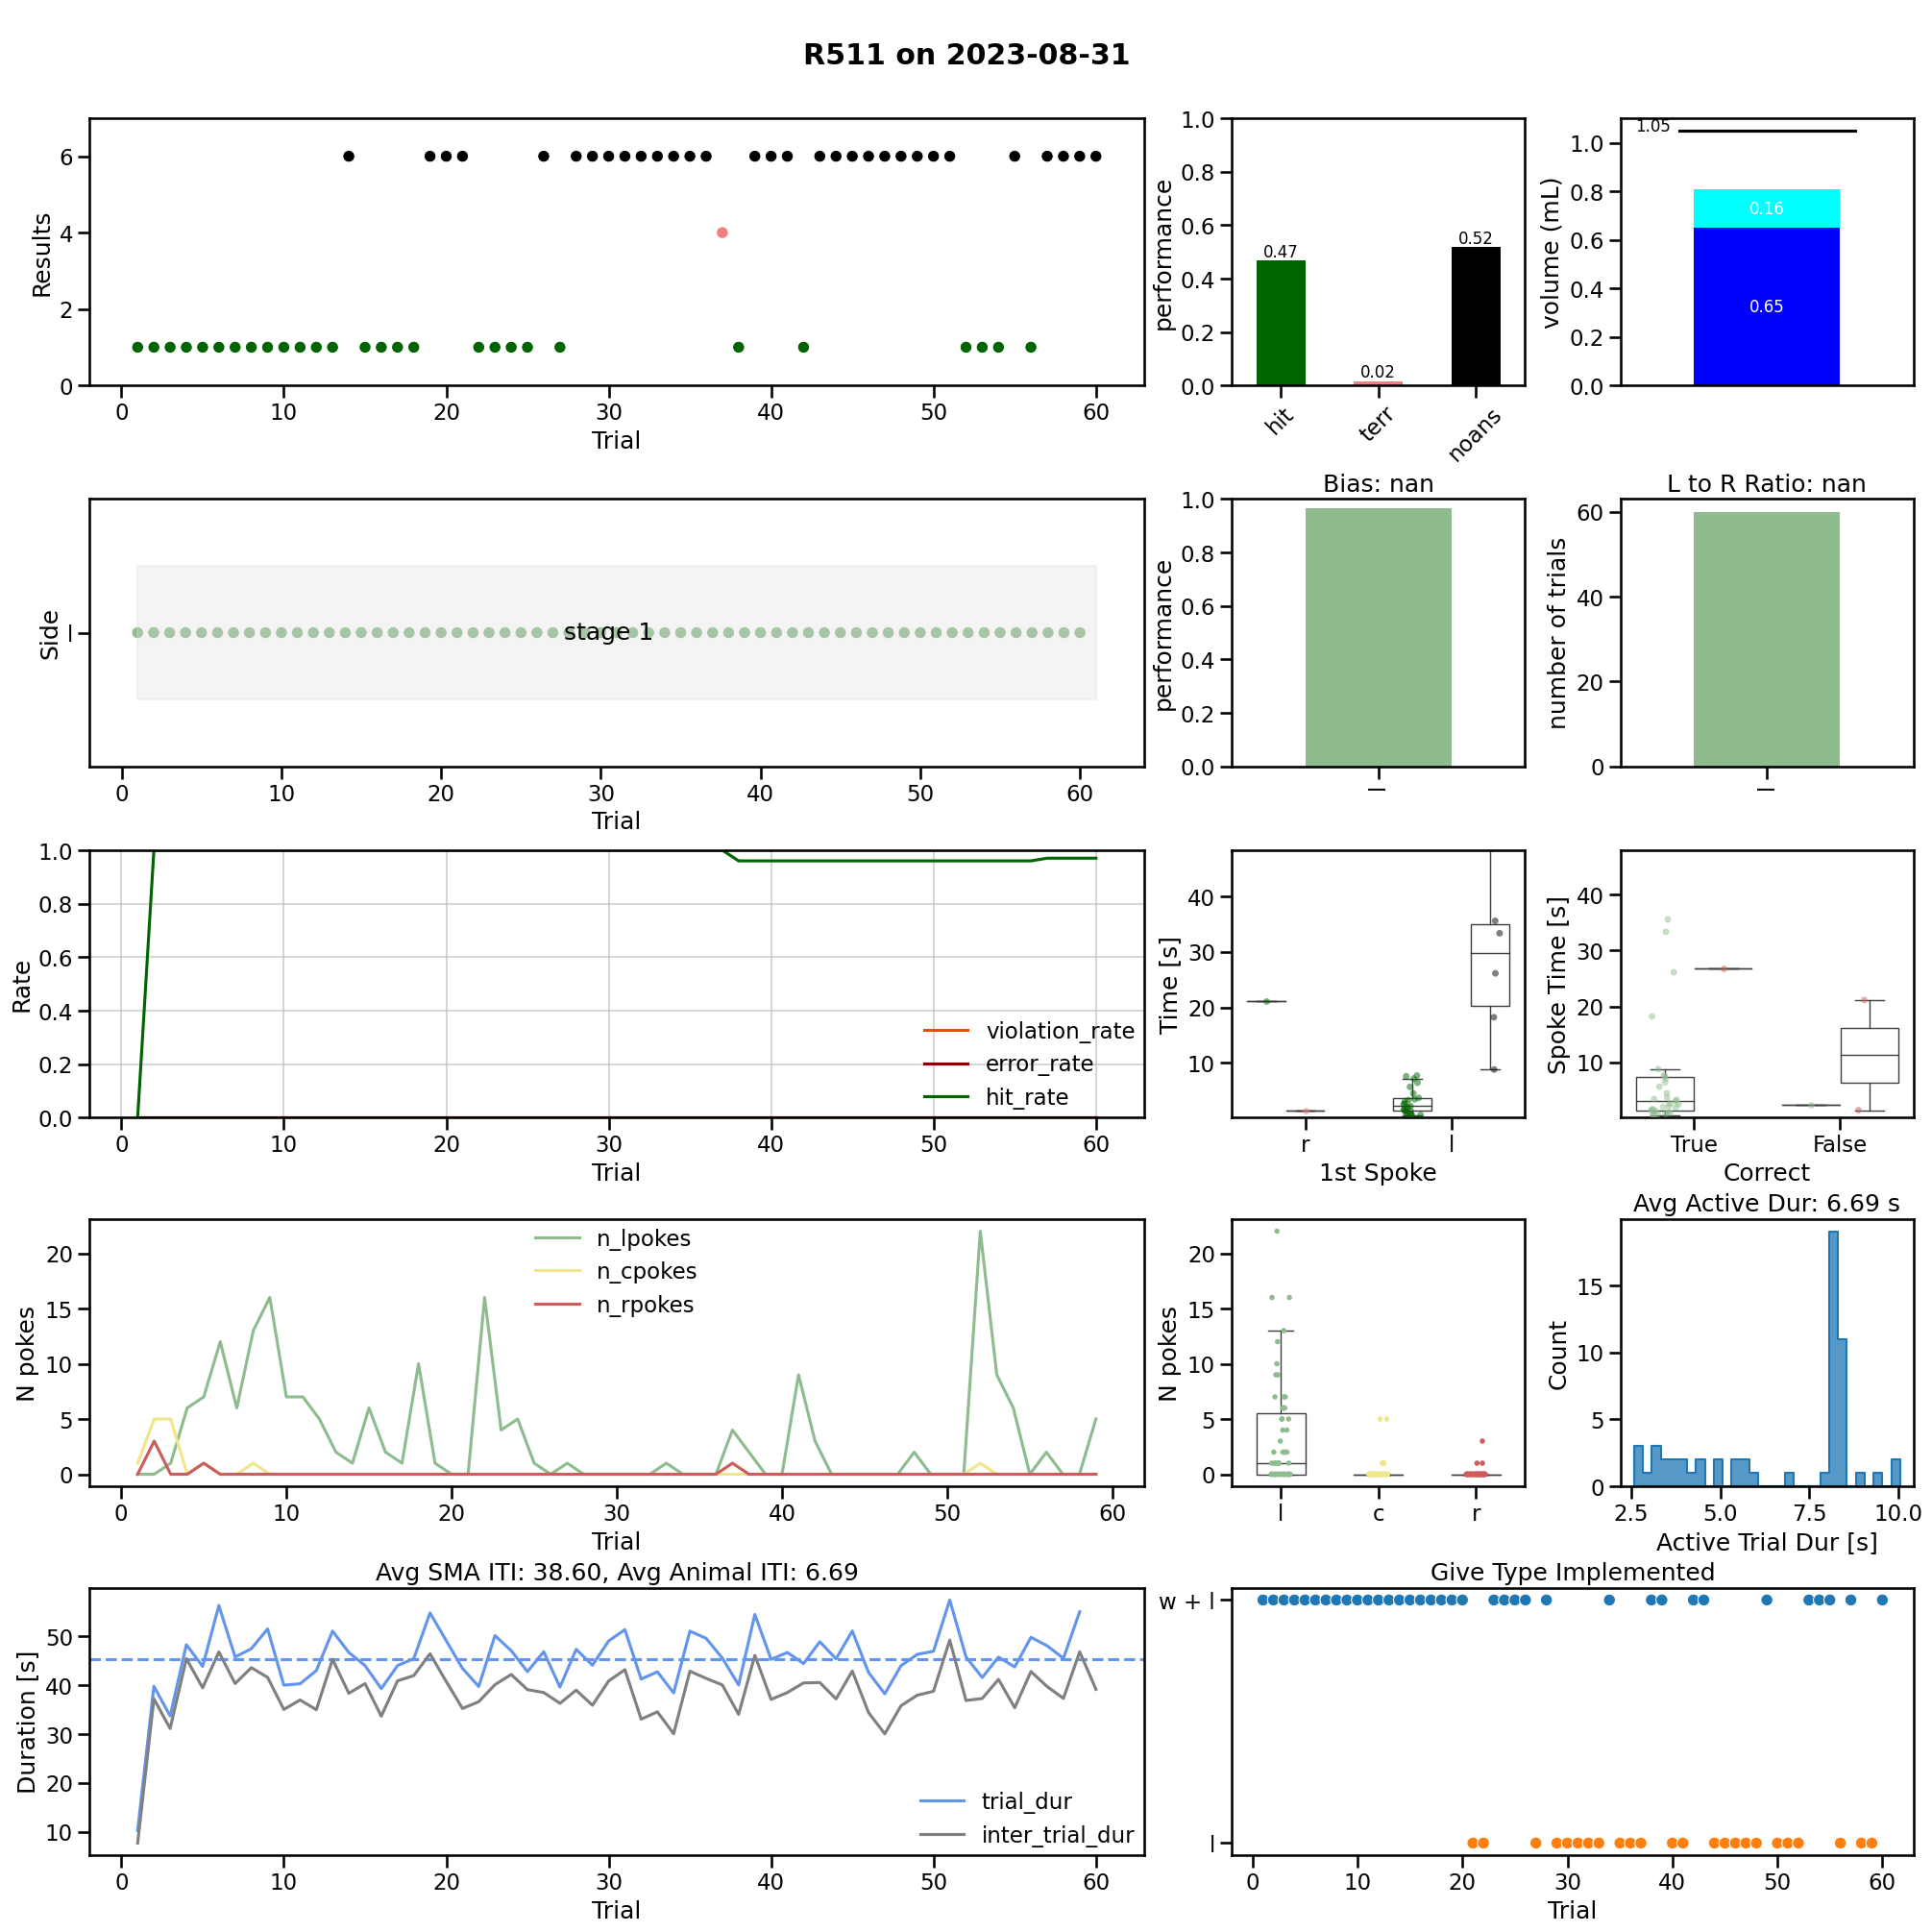 R511 on 2023-08-31
Results
6
4
2
0
0 10 20 30 40 50 60
Trial
performance
1.0
0.8
0.6
0.4
0.2
0.0
0.47
0.02
0.52
hit terr noans
volume (mL)
1.0
0.8
0.6
0.4
0.2
0.0
1.05
0.16
0.65
Side
l
stage 1
0 10 20 30 40 50 60
Trial
Bias: nan
performance
1.0
0.8
0.6
0.4
0.2
0.0
l
L to R Ratio: nan
number of trials
60
40
20
0
l
Rate
1.0
0.8
0.6
0.4
0.2
0.0
violation_rate
error_rate
hit_rate
0 10 20 30 40 50 60
Trial
Time [s]
40
30
20
10
r l
1st Spoke
Spoke Time [s]
40
30
20
10
True False
Correct
N pokes
20
15
10
5
0
n_lpokes
n_cpokes
n_rpokes
0 10 20 30 40 50 60
Trial
N pokes
20
15
10
5
0
l c r
Avg Active Dur: 6.69 s
Count
15
10
5
0
2.5 5.0 7.5 10.0
Active Trial Dur [s]
Avg SMA ITI: 38.60, Avg Animal ITI: 6.69
Duration [s]
50
40
30
20
10
trial_dur
inter_trial_dur
0 10 20 30 40 50 60
Trial
Give Type Implemented
w + l
l
0 10 20 30 40 50 60
Trial